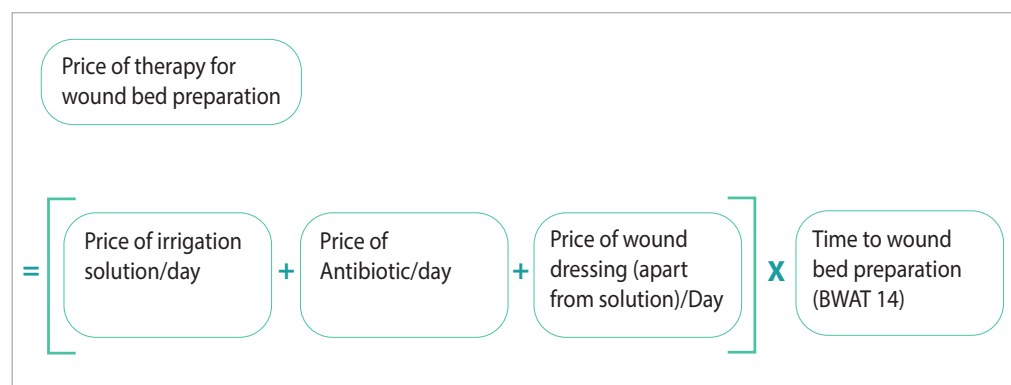 Price of therapy for
wound bed preparation
=
Price of irrigation
solution/day
+
Price of
Antibiotic/day
+
Price of wound
dressing (apart
from solution)/Day
X
Time to wound
bed preparation
(BWAT 14)